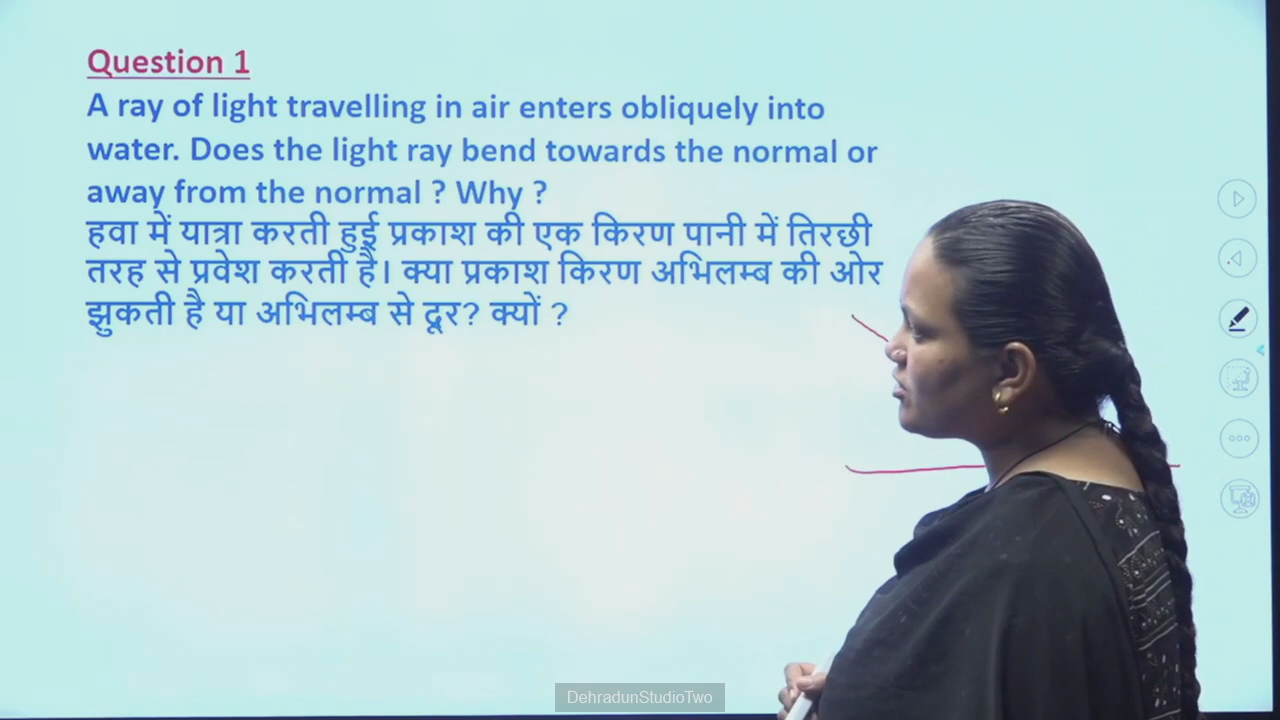 Question 1
A ray of light travelling in air enters obliquely into
water. Does the light ray bend towards the normal or
away from the normal ? Why ?
हवा में यात्रा करती हुई प्रकाश की एक किरण पानी में तिरछी
तरह से प्रवेश करती है। क्या प्रकाश किरण अभिलम्ब की ओर
झुकती है या अभिलम्ब से दूर? क्यों ?
DehradunStudioTwo